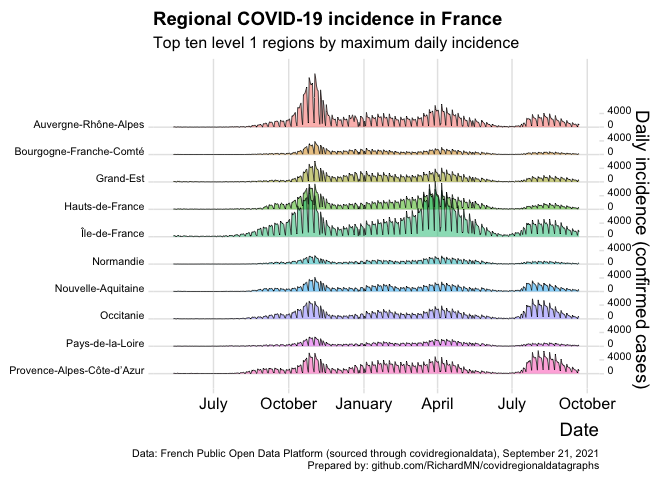 Regional COVID-19 incidence in France
Top ten level 1 regions by maximum daily incidence
Auvergne-Rhône-Alpes
Bourgogne-Franche-Comté
Grand-Est
Hauts-de-France
Île-de-France
Normandie
Nouvelle-Aquitaine
Occitanie
Pays-de-la-Loire
Provence-Alpes-Côte-d'Azur
4000
0
4000
0
4000
0
4000
0
4000
0
4000
0
4000
0
4000
0
4000
0
4000
0
Daily incidence (confirmed cases)
July October January April July October
Date
Data: French Public Open Data Platform (sourced through covidregionaldata), September 21, 2021
Prepared by: github.com/RichardMN/covidregionaldatagraphs